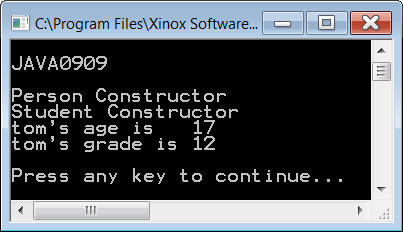 C:\Program Files\Xinox Software...
JAVA0909
Person Constructor
Student Constructor
tom's age is   17
tom's grade is 12
Press any key to continue...